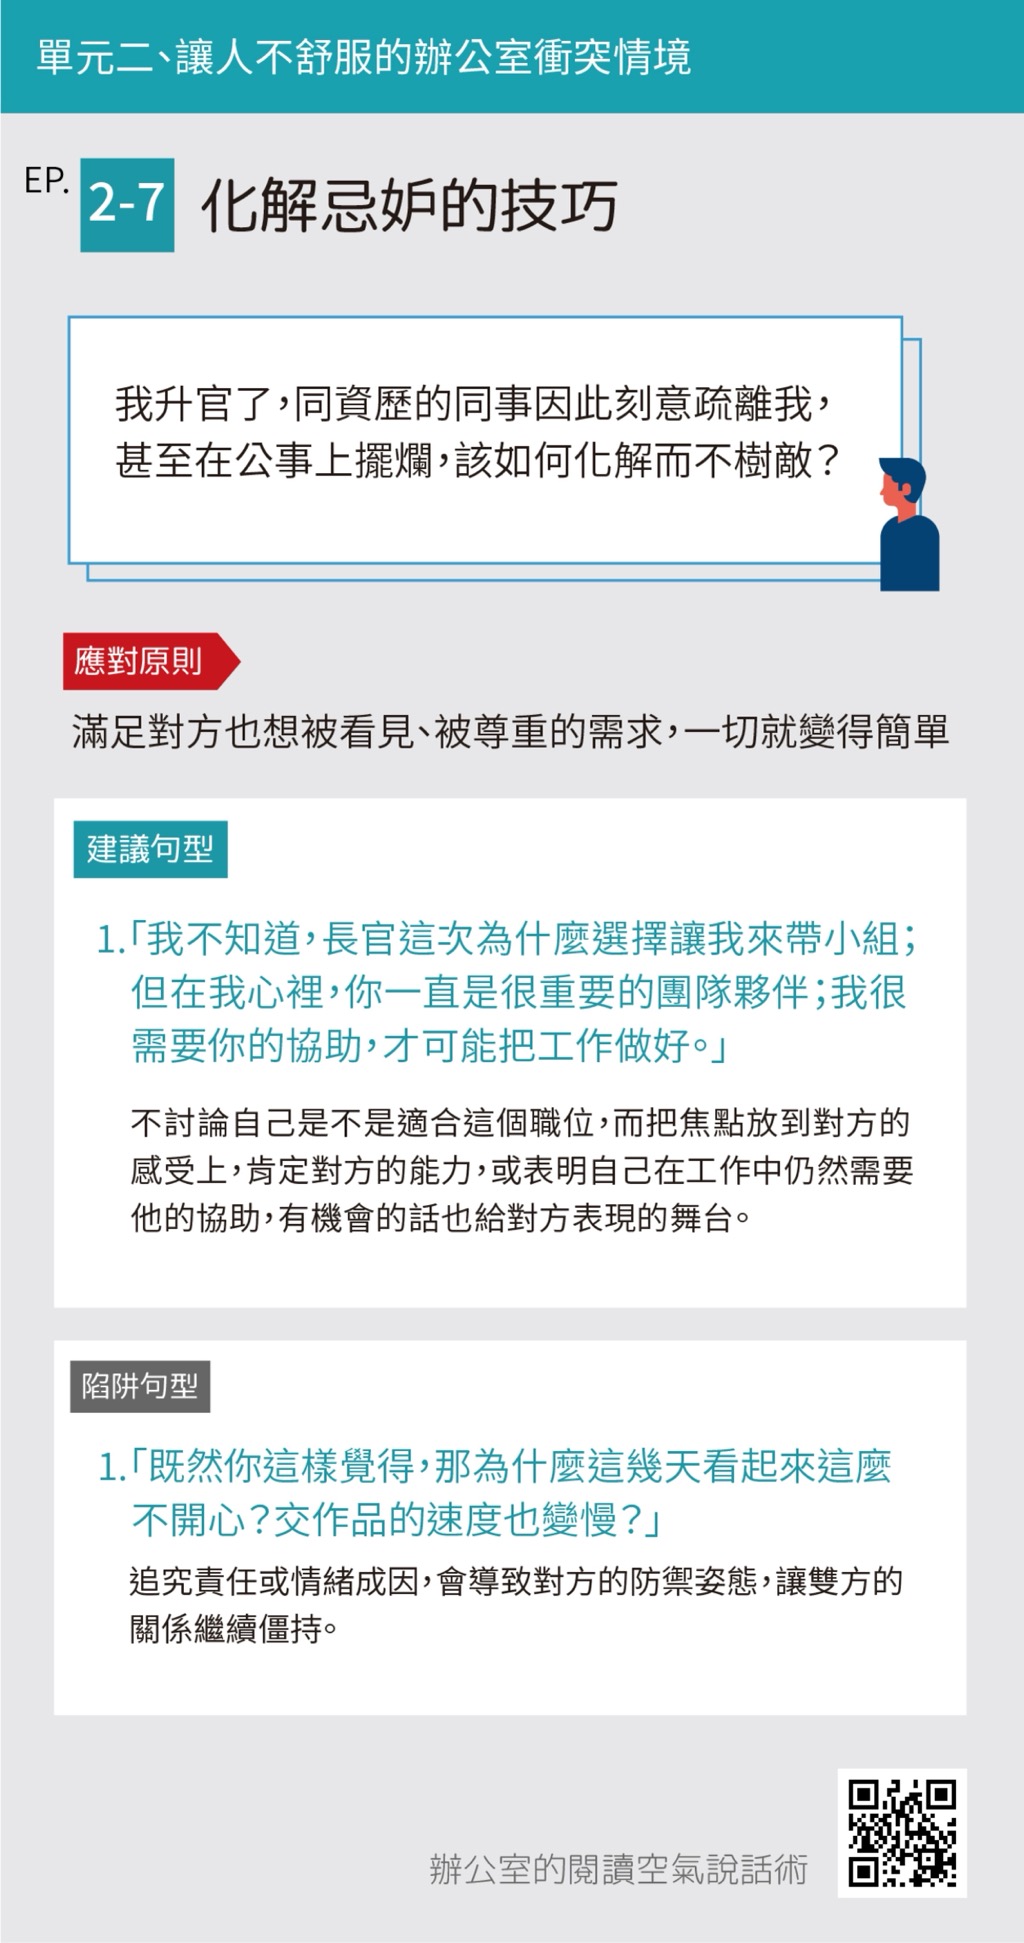 單元二、讓人不舒服的辦公室衝突情境
EP. 2-7 化解忌妒的技巧
我升官了，同資歷的同事因此刻意疏離我，
甚至在公事上擺爛，該如何化解而不樹敵？
應對原則
滿足對方也想被看見、被尊重的需求，一切就變得簡單
建議句型
1.「我不知道，長官這次為什麼選擇讓我來帶小組；
但在我心裡，你一直是很重要的團隊夥伴；我很
需要你的協助，才可能把工作做好。」
不討論自己是不是適合這個職位，而把焦點放到對方的
感受上，肯定對方的能力，或表明自己在工作中仍然需要
他的協助，有機會的話也給對方表現的舞台。
陷阱句型
1.「既然你這樣覺得，那為什麼這幾天看起來這麼
不開心？交作品的速度也變慢？」
追究責任或情緒成因，會導致對方的防禦姿態，讓雙方的
關係繼續僵持。
辦公室的閱讀空氣說話術